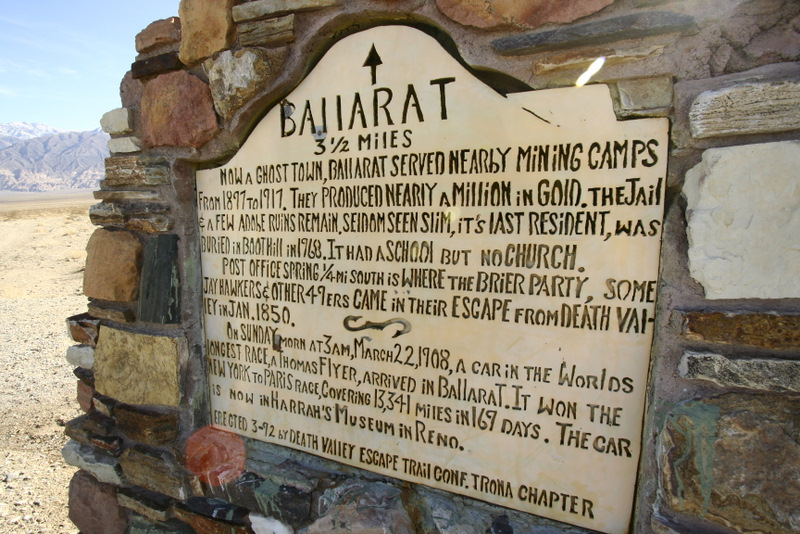 BALLARAT
3 1/2 MILES
NOW A GHOST TOWN, BALLARAT SERVED NEARBY MINING CAMPS
FROM 1897 TO 1917. THEY PRODUCED NEARLY A MILLION IN GOLD. THE JAIL
& A FEW ADOBE RUINS REMAIN. SELDOM SEEN SLIM, IT'S LAST RESIDENT, WAS
BURIED IN BOOTHILL IN 1968. IT HAD A SCHOOL BUT NO CHURCH.
POST OFFICE SPRING, 1/4 MI SOUTH IS WHERE THE BRIER PARTY, SOME
JAYHAWKERS & OTHER 49ERS CAME IN THEIR ESCAPE FROM DEATH VAL-
LEY IN JAN. 1850.
ON SUNDAY MORN AT 3AM, MARCH 22, 1908, A CAR IN THE WORLDS
LONGEST RACE, A THOMAS FLYER, ARRIVED IN BALLARAT. IT WON THE
NEW YORK TO PARIS RACE, COVERING 13,341 MILES IN 169 DAYS. THE CAR
IS NOW IN HARRAH'S MUSEUM IN RENO.
ERECTED 3-92 BY DEATH VALLEY ESCAPE TRAIL CONF. TRONA CHAPTER